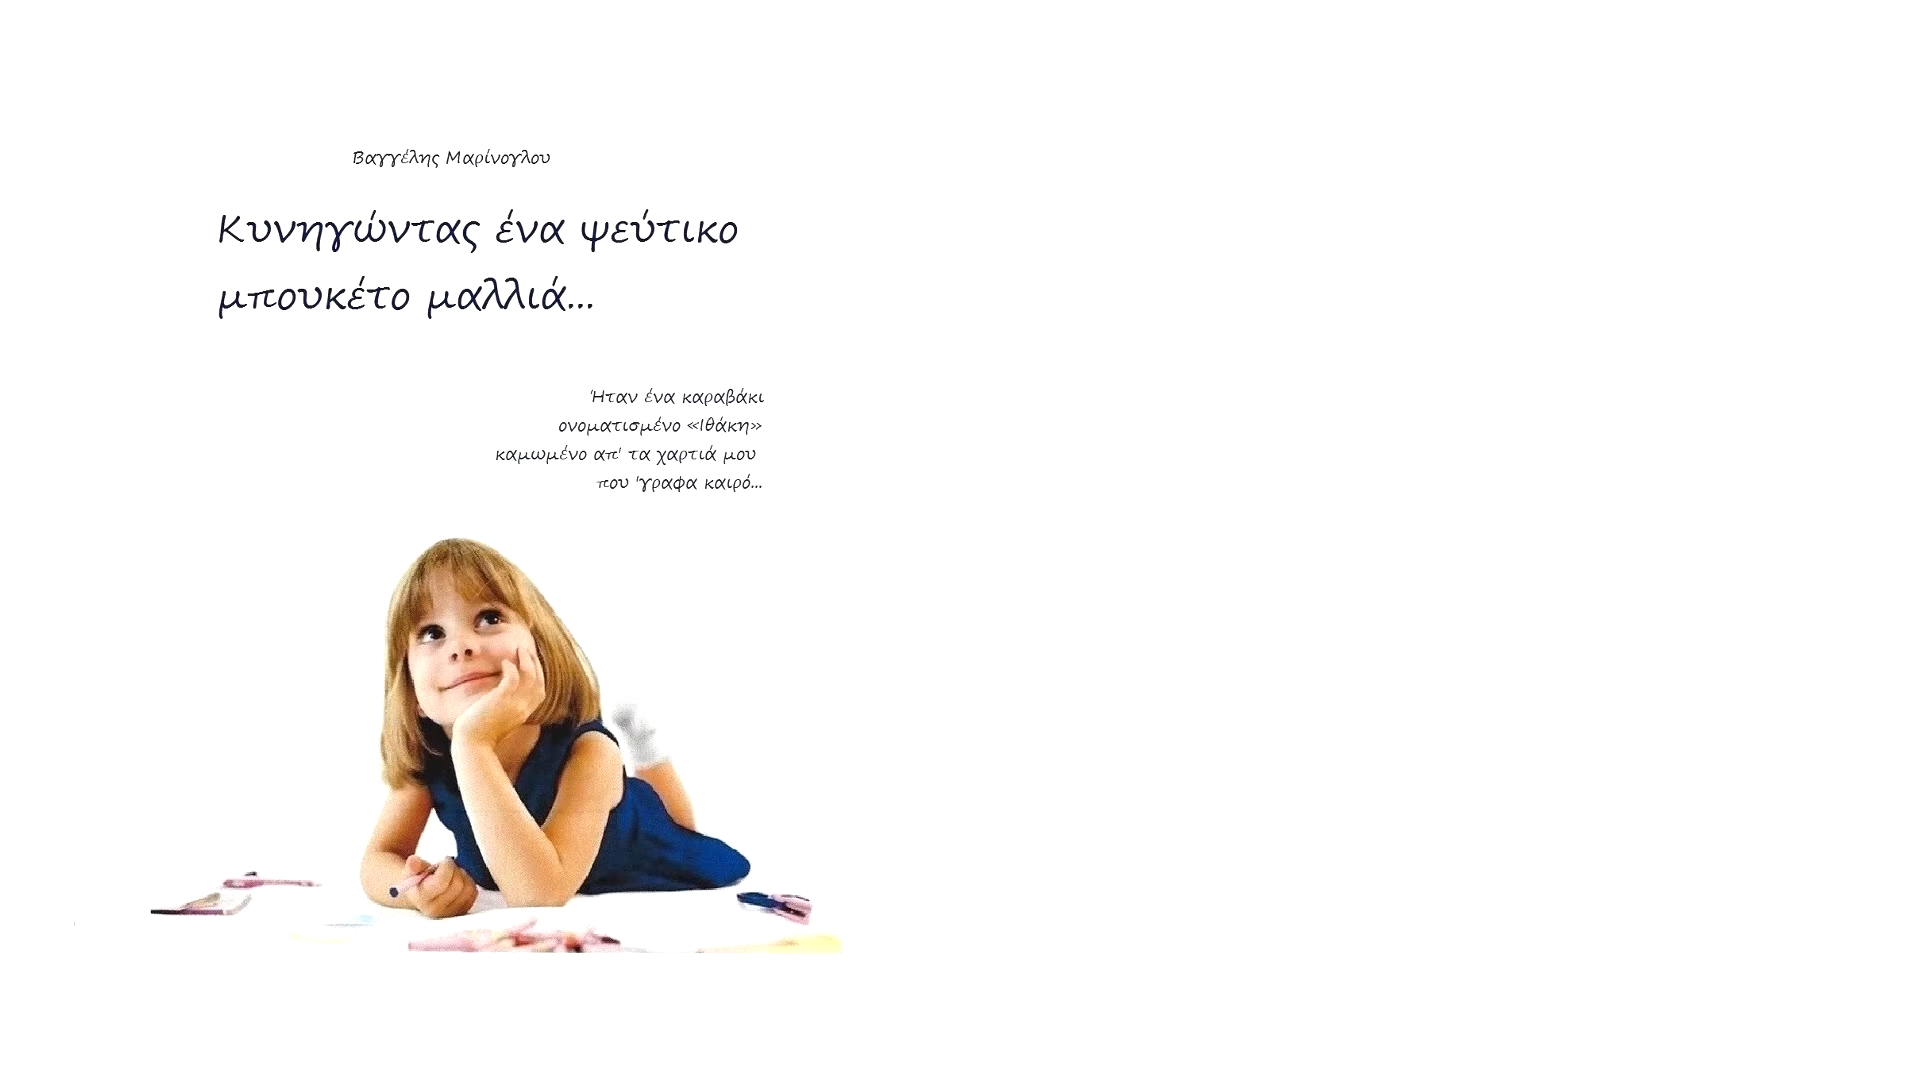 Βαγγέλης Μαρίνογλου
Κυνηγώντας ένα ψεύτικο
μπουκέτο μαλλιά...
Ήταν ένα καραβάκι
ονοματισμένο «Ιθάκη»
καμωμένο απ' τα χαρτιά μου
που 'γραφα καιρό...